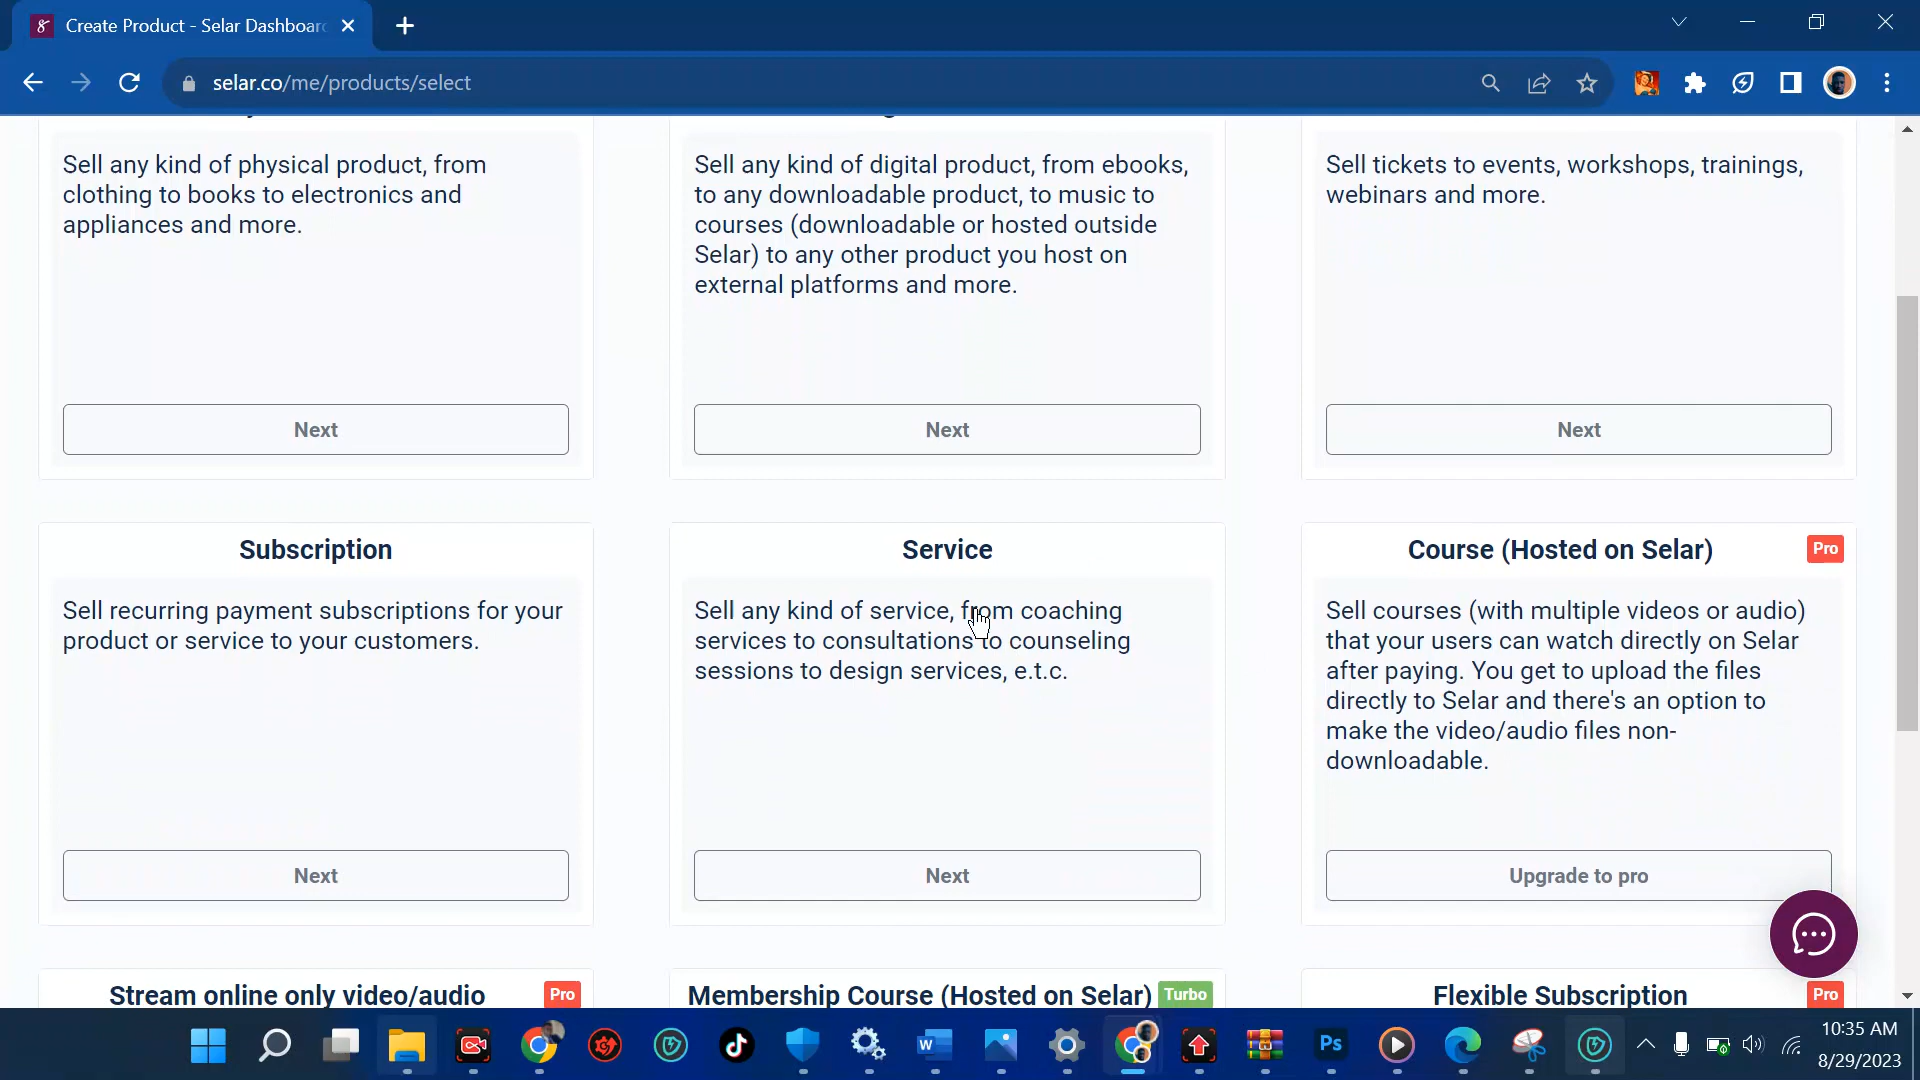 Create Product - Selar Dashboar
selar.co/me/products/select
Sell any kind of physical product, from
clothing to books to electronics and
appliances and more.
Next
Sell any kind of digital product, from ebooks,
to any downloadable product, to music to
courses (downloadable or hosted outside
Selar) to any other product you host on
external platforms and more.
Next
Sell tickets to events, workshops, trainings,
webinars and more.
Next
Subscription
Sell recurring payment subscriptions for your
product or service to your customers.
Next
Service
Sell any kind of service, from coaching
services to consultations to counseling
sessions to design services, e.t.c.
Next
Course (Hosted on Selar)
Pro
Sell courses (with multiple videos or audio)
that your users can watch directly on Selar
after paying. You get to upload the files
directly to Selar and there's an option to
make the video/audio files non-
downloadable.
Upgrade to pro
Stream online only video/audio
Pro
Membership Course (Hosted on Selar)
Turbo
Flexible Subscription
Pro
W
Ps
10:35 AM
8/29/2023